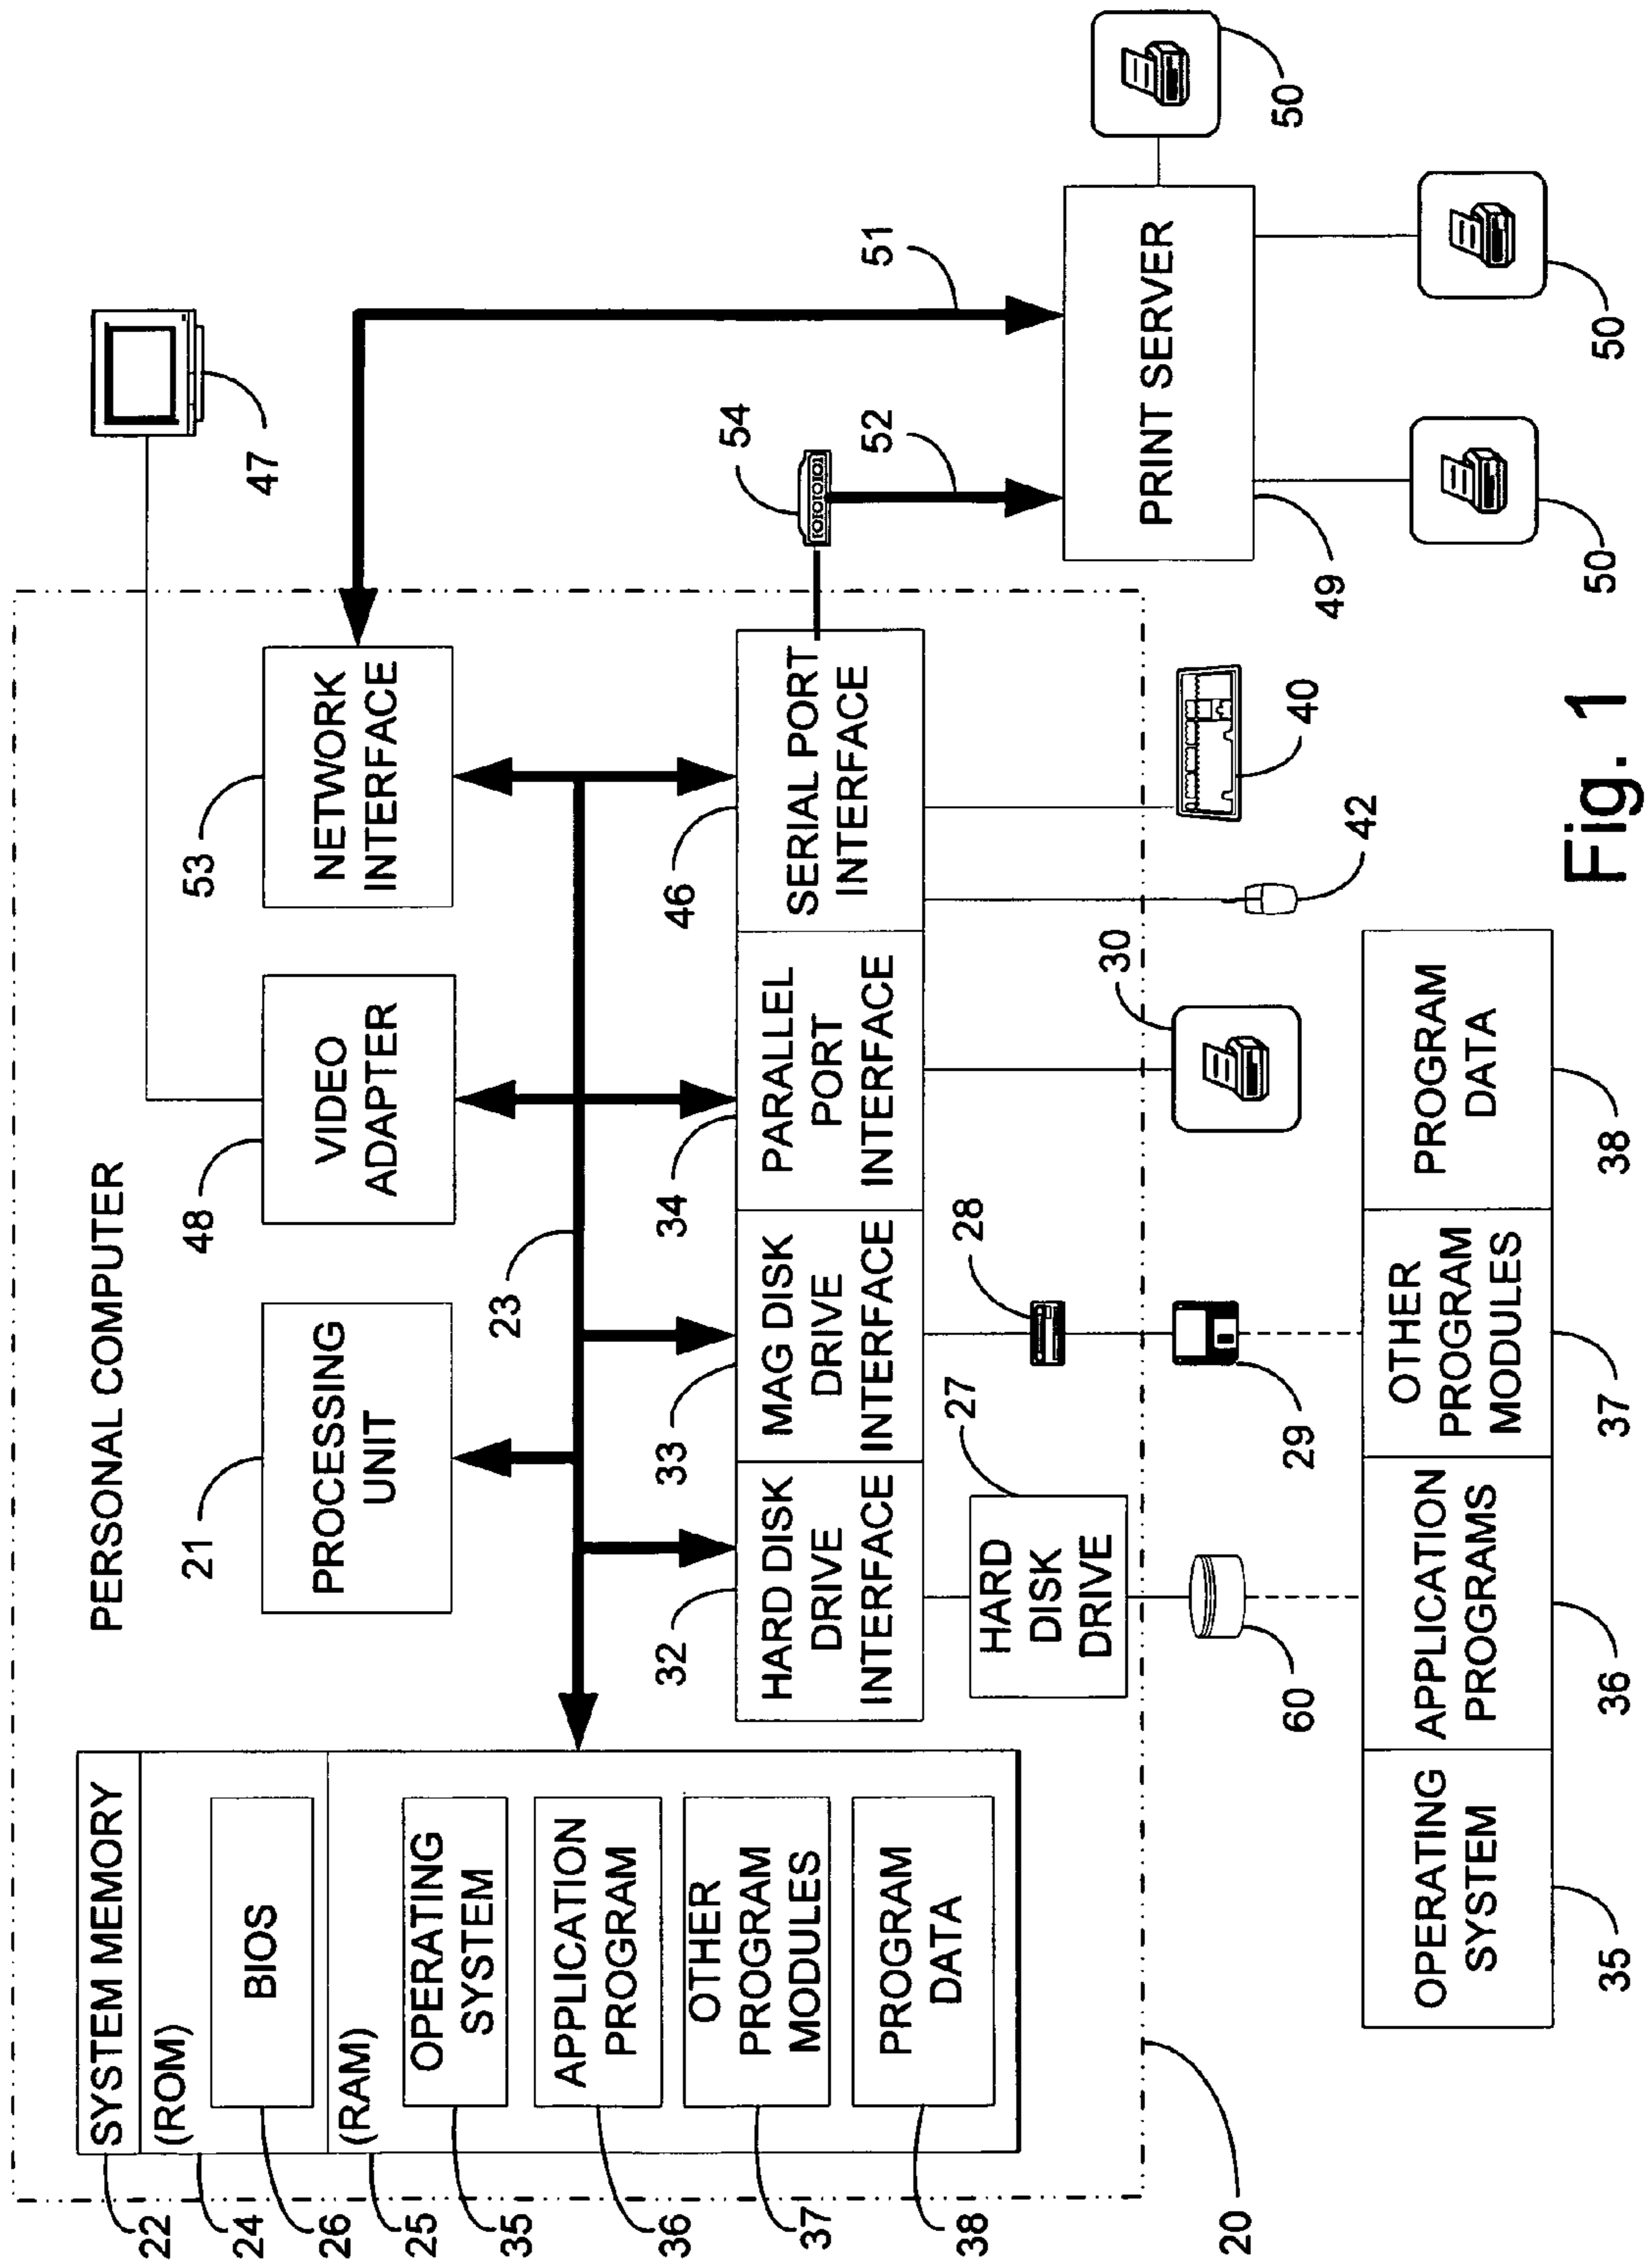 PERSONAL COMPUTER
22
SYSTEM MEMORY
24
(ROM)
26
BIOS
25
(RAM)
35
OPERATING
SYSTEM
36
APPLICATION
PROGRAM
37
OTHER
PROGRAM
MODULES
38
PROGRAM
DATA
20
21
PROCESSING
UNIT
48
VIDEO
ADAPTER
53
NETWORK
INTERFACE
47
23
32
HARD DISK
DRIVE
INTERFACE
33
MAG DISK
DRIVE
INTERFACE
34
PARALLEL
PORT
INTERFACE
46
SERIAL PORT
INTERFACE
54
52
51
27
HARD
DISK
DRIVE
28
30
60
29
42
40
PRINT SERVER
49
50
50
50
OPERATING
SYSTEM
APPLICATION
PROGRAMS
OTHER
PROGRAM
MODULES
PROGRAM
DATA
35
36
37
38
Fig. 1